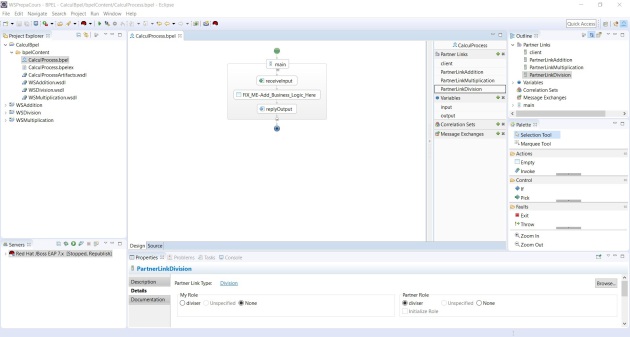 WSPrepaCours - BPEL - CalculBpel/bpelContent/CalculProcess.bpel - Eclipse
File Edit Navigate Search Project Run Window Help
Quick Access
Project Explorer
CalculBpel
bpelContent
CalculProcess.bpel
CalculProcess.bpelex
CalculProcessArtifacts.wsdl
WSAddition.wsdl
WSDivision.wsdl
WSMultiplication.wsdl
WSAddition
WSDivision
WSMultiplication
Servers
Red Hat JBoss EAP 7.x [Stopped, Republish]
CalculProcess.bpel
main
receiveInput
FIX_ME-Add_Business_Logic_Here
replyOutput
CalculProcess
Partner Links
client
PartnerLinkAddition
PartnerLinkMultiplication
PartnerLinkDivision
Variables
input
output
Correlation Sets
Message Exchanges
Design Source
Outline
Partner Links
client
PartnerLinkAddition
PartnerLinkMultiplication
PartnerLinkDivision
Variables
Correlation Sets
Message Exchanges
main
Palette
Selection Tool
Marquee Tool
Actions
Empty
Invoke
Control
If
Pick
Faults
Exit
Throw
Zoom In
Zoom Out
Properties Problems Tasks Console
PartnerLinkDivision
Description
Details
Documentation
Partner Link Type: Division
Browse...
My Role
diviser Unspecified None
Partner Role
diviser Unspecified None
Initialize Role